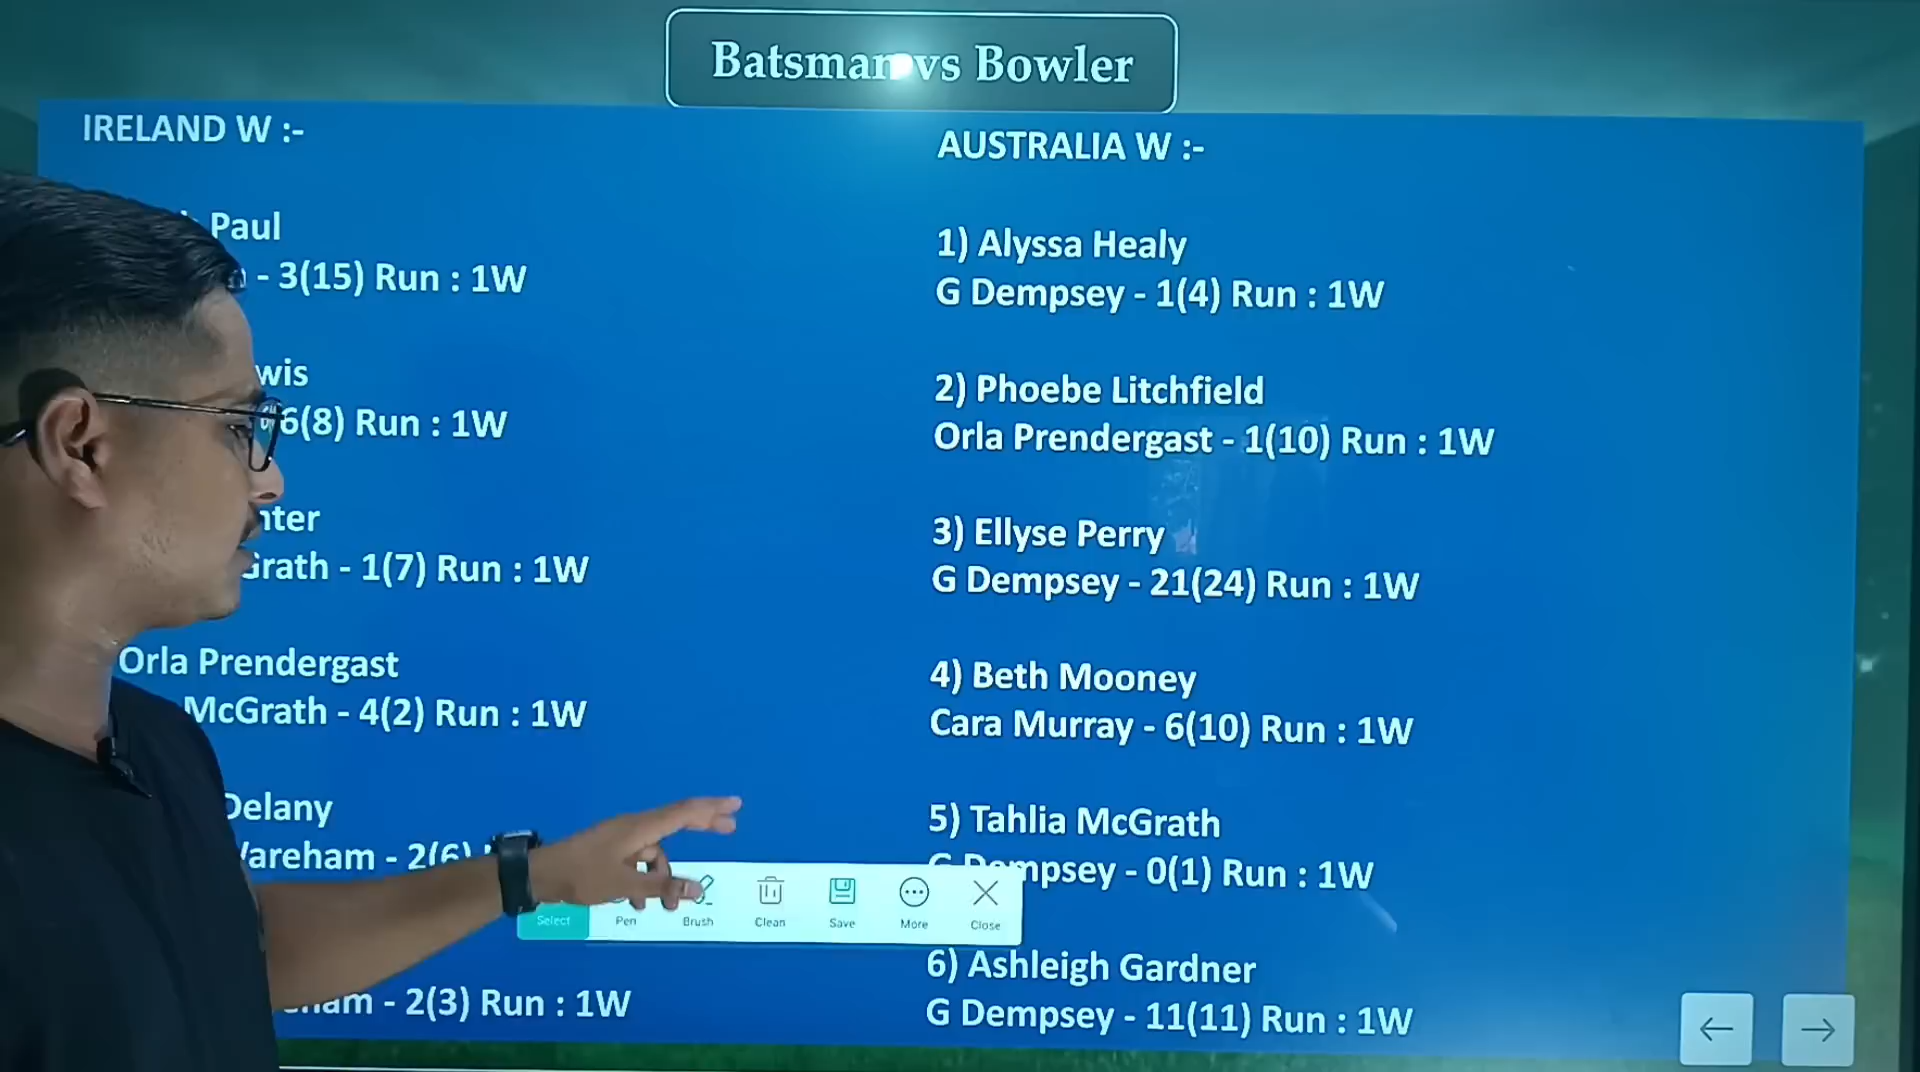 Batsman vs Bowler
IRELAND W :-
Paul
- 3(15) Run : 1W
6(8) Run : 1W
- 1(7) Run : 1W
Orla Prendergast
McGrath - 4(2) Run : 1W
Delany
- 2(6)
- 2(3) Run : 1W
AUSTRALIA W :-
1) Alyssa Healy
G Dempsey - 1(4) Run : 1W
2) Phoebe Litchfield
Orla Prendergast - 1(10) Run : 1W
3) Ellyse Perry
G Dempsey - 21(24) Run : 1W
4) Beth Mooney
Cara Murray - 6(10) Run : 1W
5) Tahlia McGrath
G Dempsey - 0(1) Run : 1W
6) Ashleigh Gardner
G Dempsey - 11(11) Run : 1W
Select Pen Brush Clean Save More Close